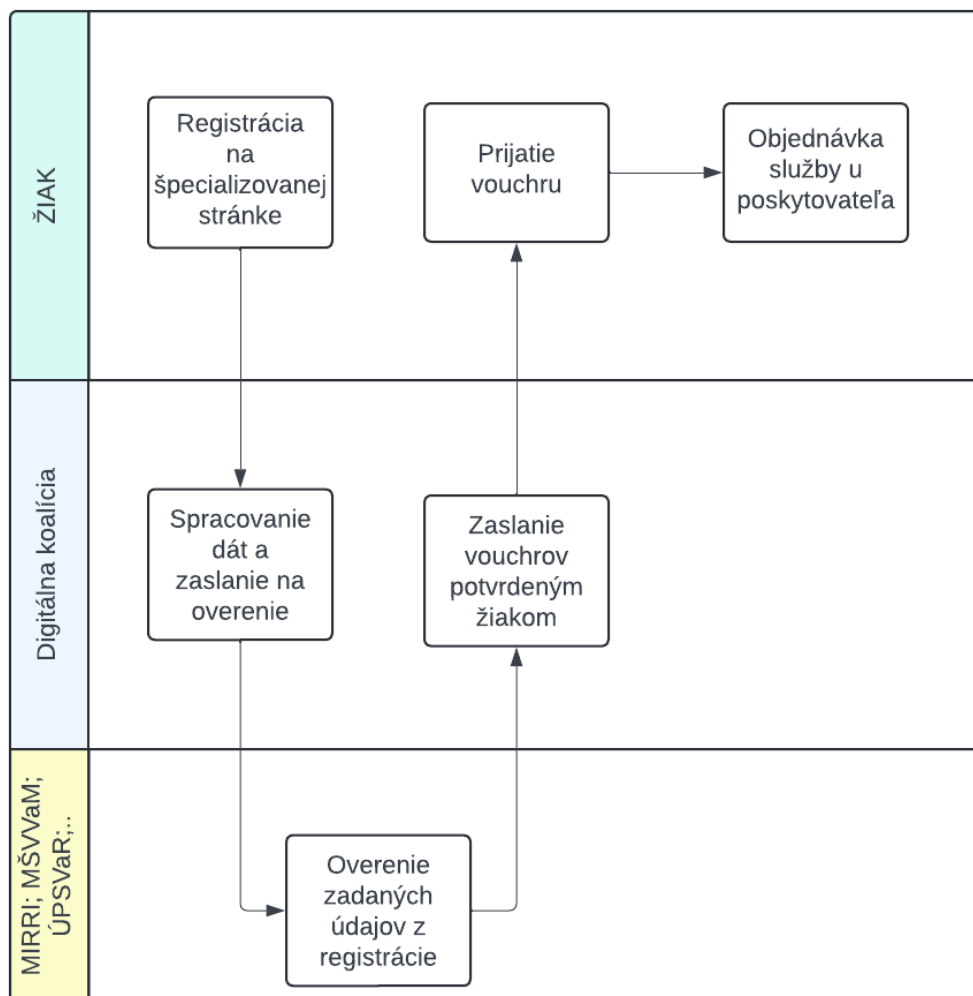 ŽIAK
Registrácia
na
špecializovanej
stránke
Prijatie
vouchru
Objednávka
služby u
poskytovateľa
Digitálna koalícia
Spracovanie
dát a
zaslanie na
overenie
Zaslanie
vouchrov
potvrdeným
žiakom
MIRRI; MŠVVaM;
ÚPSVaR;..
Overenie
zadaných
údajov z
registrácie